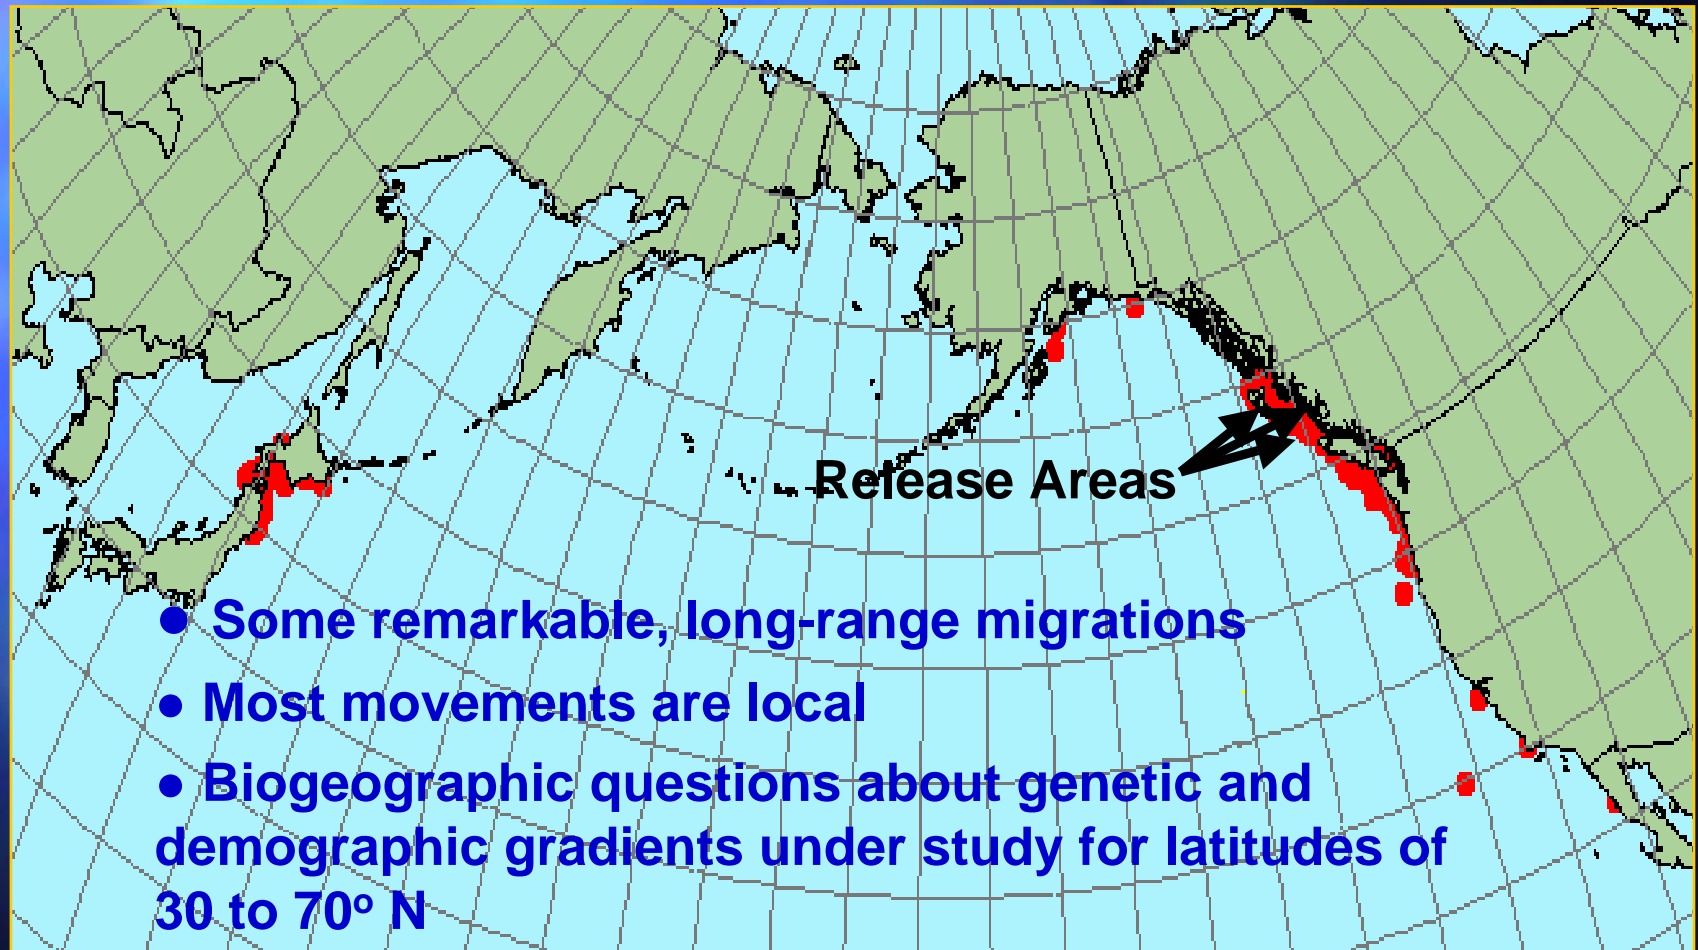 Release Areas
● Some remarkable, long-range migrations
● Most movements are local
● Biogeographic questions about genetic and
demographic gradients under study for latitudes of
30 to 70º N